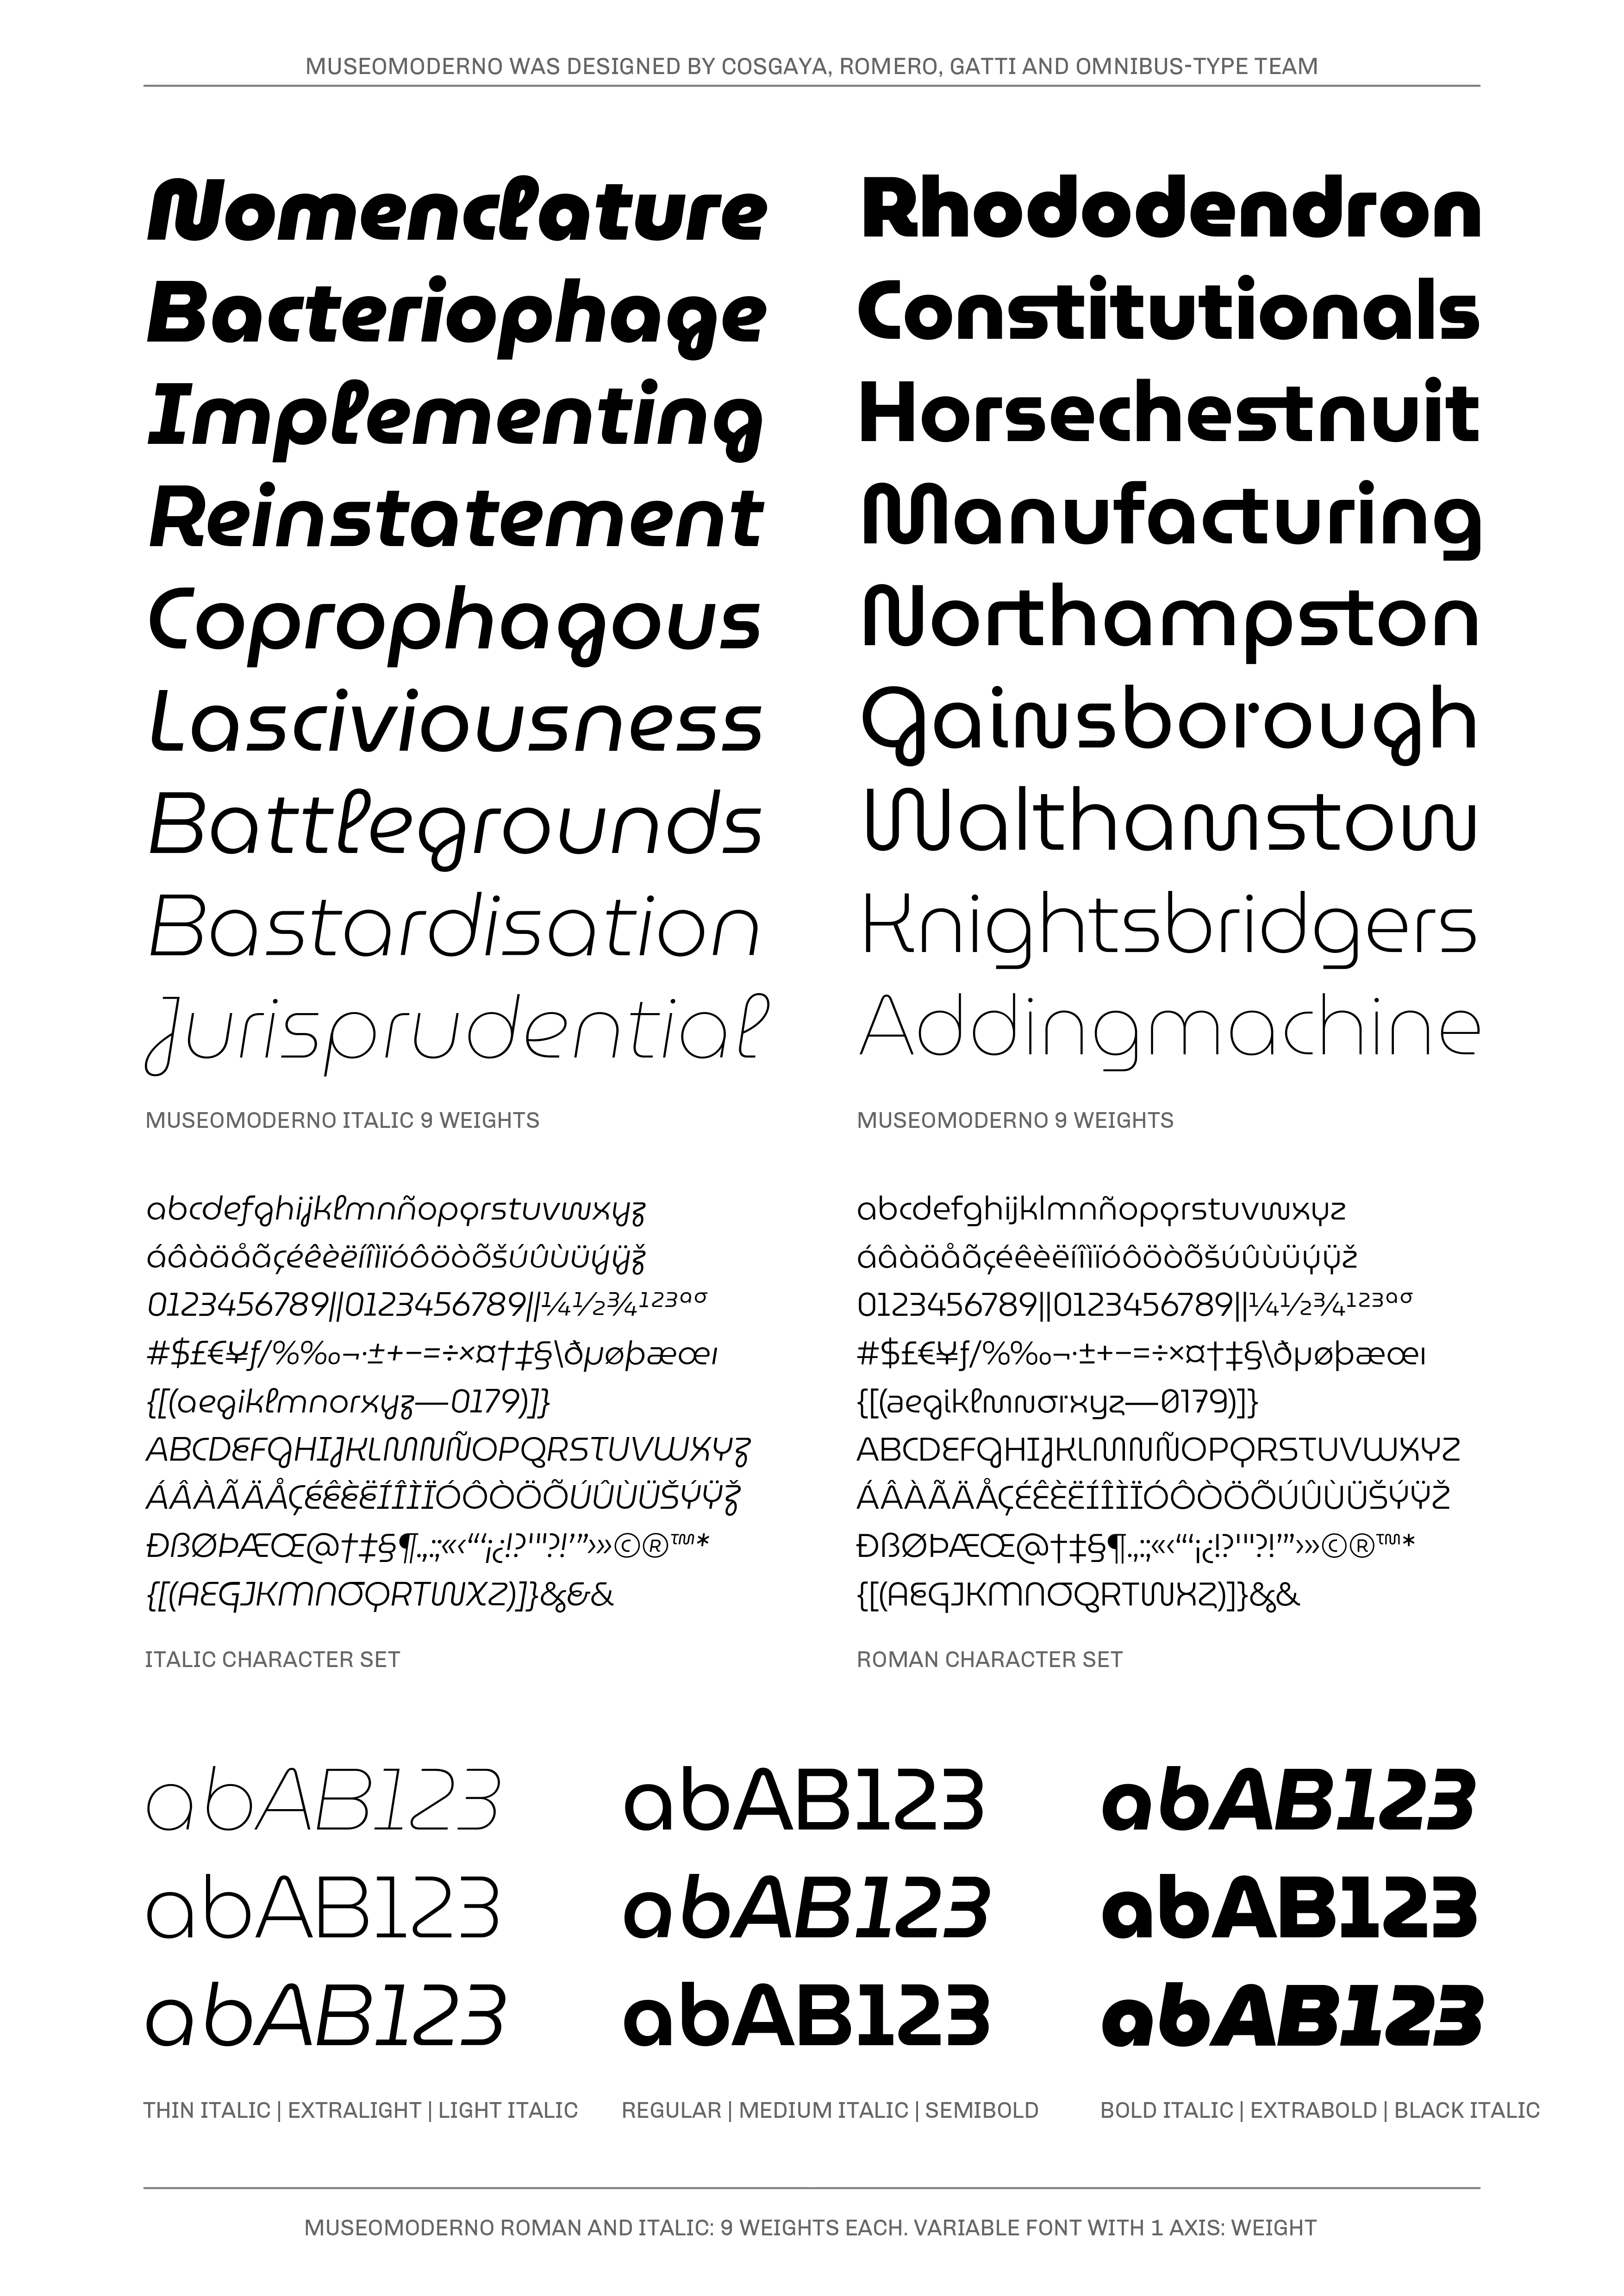 MUSEOMODERNO WAS DESIGNED BY COSGAYA, ROMERO, GATTI AND OMNIBUS-TYPE TEAM
Nomenclature
Bacteriophage
Implementing
Reinstatement
Coprophagous
Lasciviousness
Battlegrounds
Bastardisation
Jurisprudential
MUSEOMODERNO ITALIC 9 WEIGHTS
Rhododendron
Constitutionals
Horsechestnuit
Manufacturing
Northampston
Gainsborough
Walthamstow
Knightsbridgers
Addingmachine
MUSEOMODERNO 9 WEIGHTS
abcdefghijklmnñopqrstuvwxyz
áâàäåãçéêèëíîìïóôöòõšúûùüýÿž
0123456789||0123456789||¼½¾¹²³ªº
#$£€¥ƒ/%‰¬·±+−=÷×¤†‡§\ðµøþæœı
{[(aegiklmnorxyz—0179)]}
ABCDEFGHIJKLMNÑOPQRSTUVWXYZ
ÁÂÀÃÄÅÇÉÊÈËÍÎÌÏÓÔÒÖÕÚÛÙÜŠÝŸŽ
ÐßØÞÆŒ@†‡§¶.,:;«‹“‘¡¿!?'"?!’”›»©®™*
{[(AEGJKMNOQRTWXZ)]}&&&
ITALIC CHARACTER SET
abcdefghijklmnñopqrstuvwxyz
áâàäåãçéêèëíîìïóôöòõšúûùüýÿž
0123456789||0123456789||¼½¾¹²³ªº
#$£€¥ƒ/%‰¬·±+−=÷×¤†‡§\ðµøþæœı
{[(aegiklmnorxyz—0179)]}
ABCDEFGHIJKLMNÑOPQRSTUVWXYZ
ÁÂÀÃÄÅÇÉÊÈËÍÎÌÏÓÔÒÖÕÚÛÙÜŠÝŸŽ
ÐßØÞÆŒ@†‡§¶.,:;«‹“‘¡¿!?'"?!’”›»©®™*
{[(AEGJKMNOQRTWXZ)]}&&
ROMAN CHARACTER SET
abAB123
abAB123
abAB123
THIN ITALIC | EXTRALIGHT | LIGHT ITALIC
abAB123
abAB123
abAB123
REGULAR | MEDIUM ITALIC | SEMIBOLD
abAB123
abAB123
abAB123
BOLD ITALIC | EXTRABOLD | BLACK ITALIC
MUSEOMODERNO ROMAN AND ITALIC: 9 WEIGHTS EACH. VARIABLE FONT WITH 1 AXIS: WEIGHT